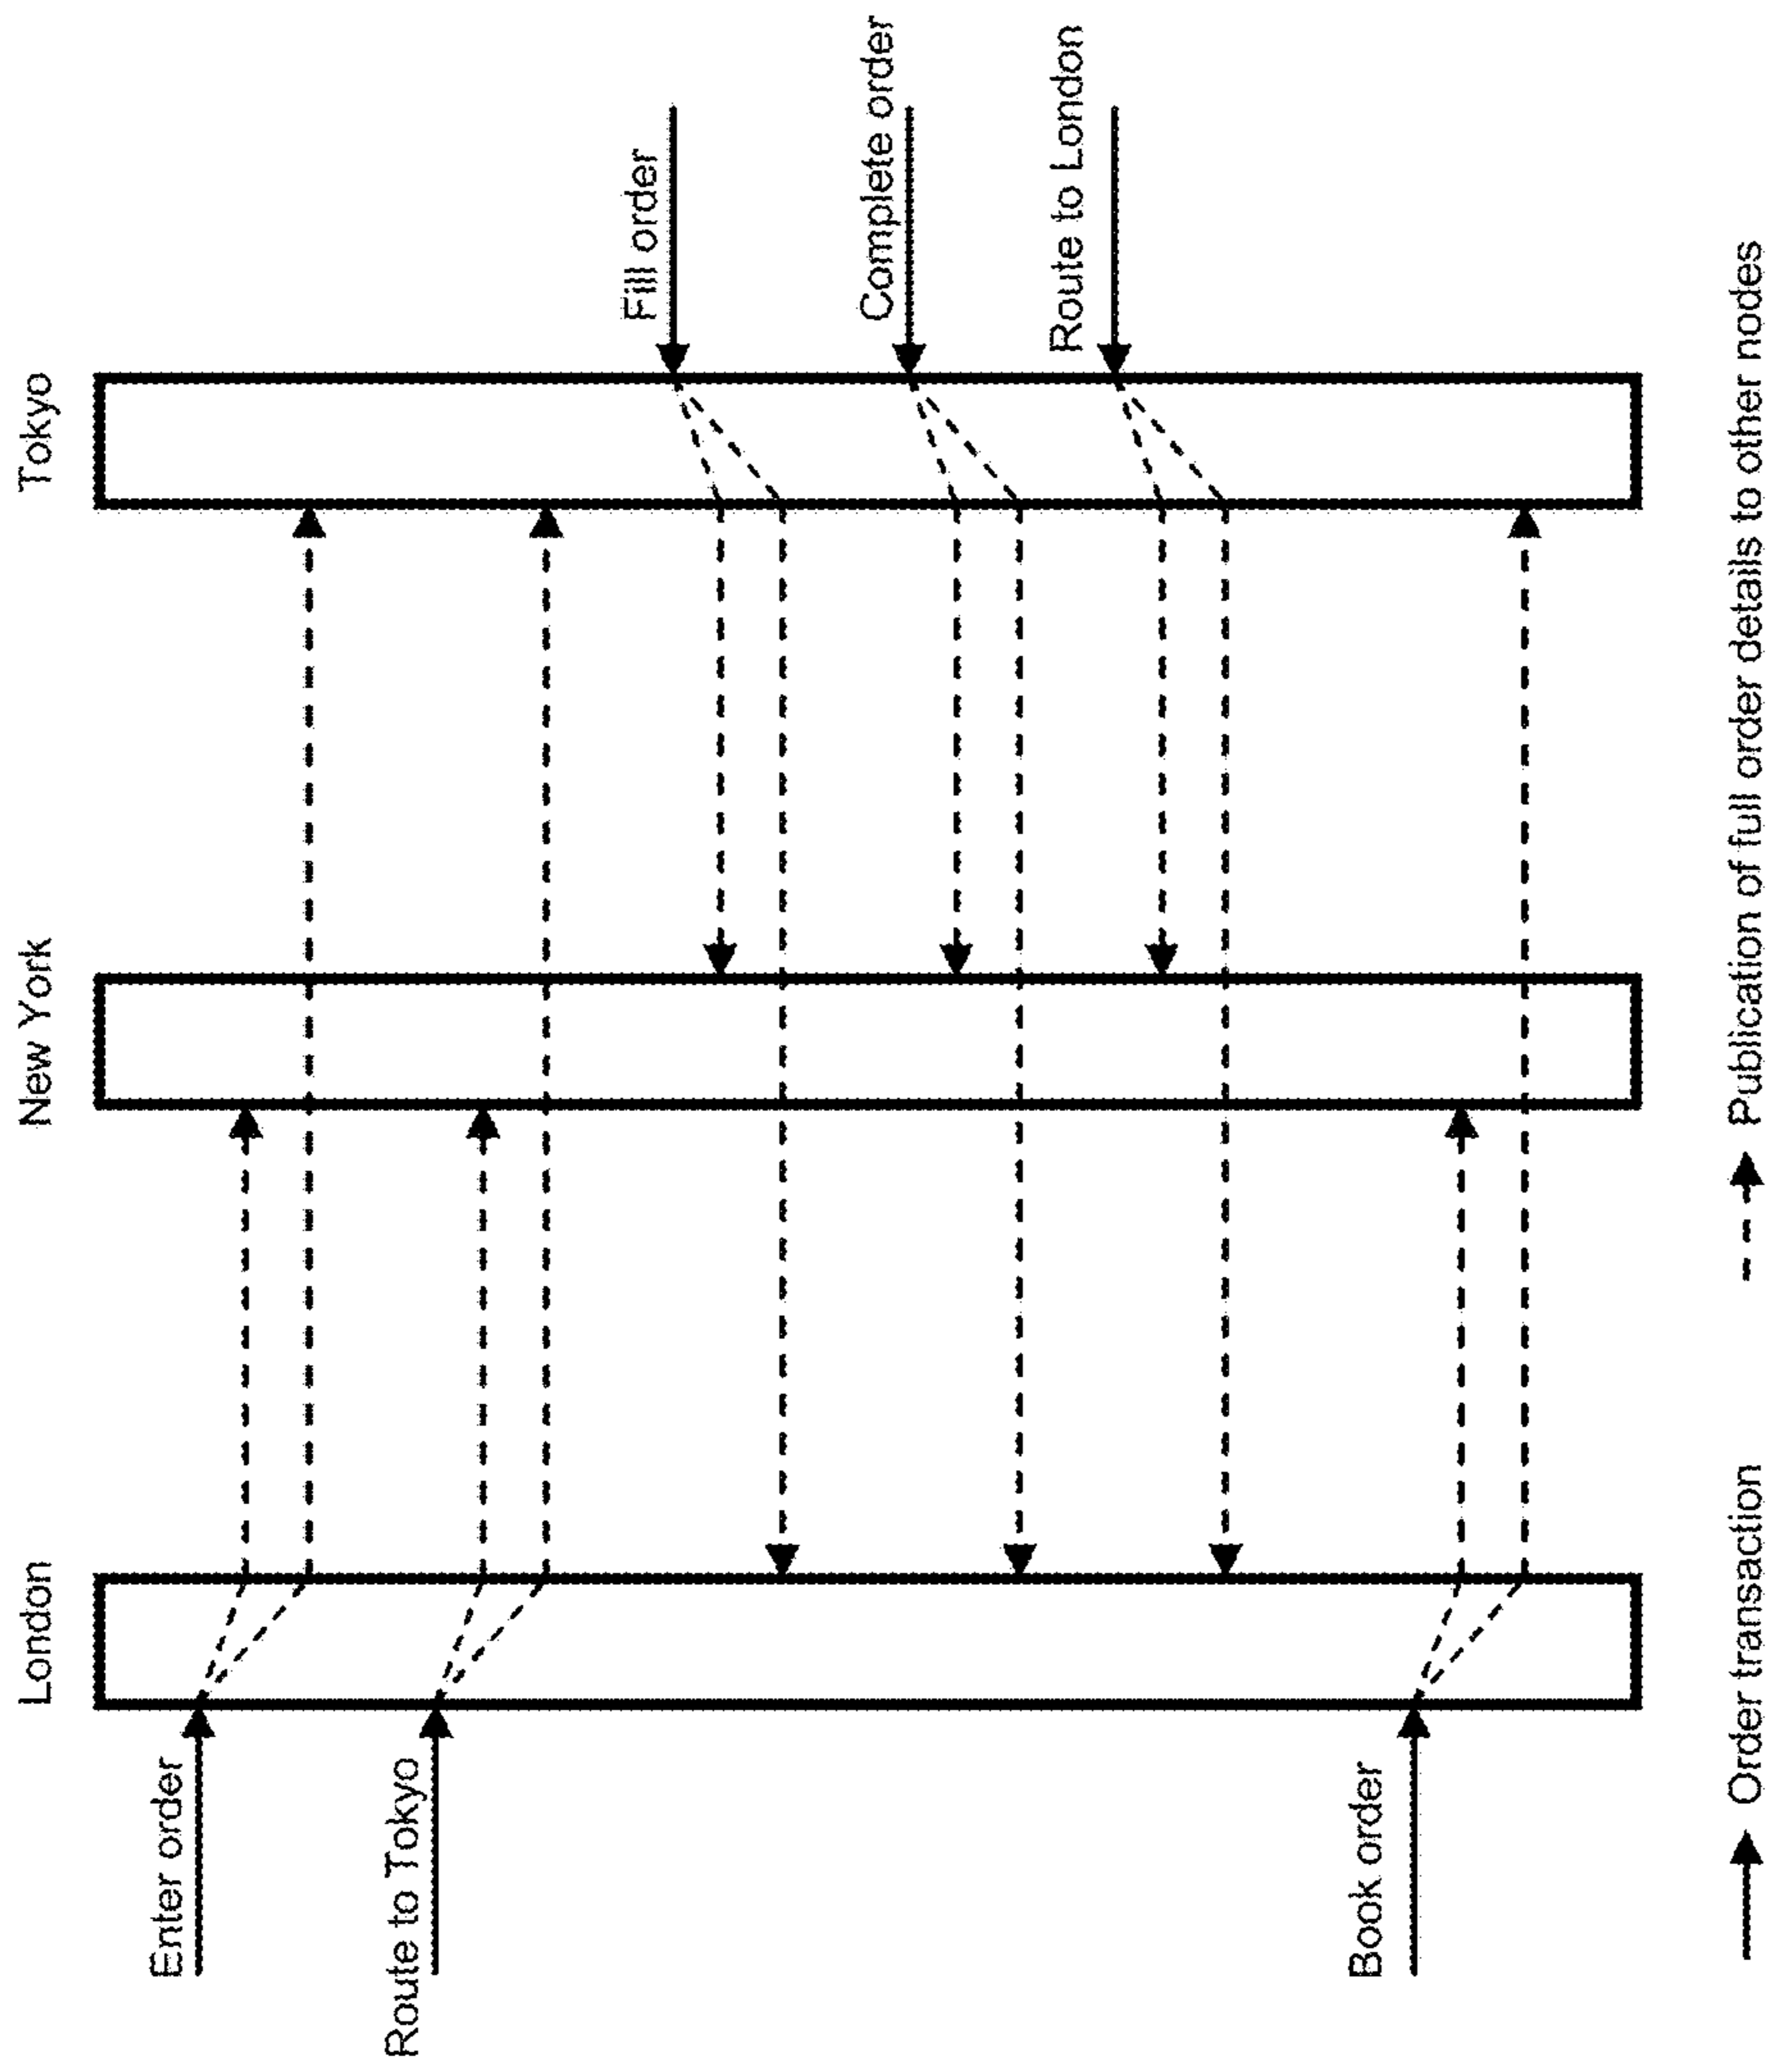 London
New York
Tokyo
Enter order
Route to Tokyo
Fill order
Complete order
Route to London
Book order
Order transaction
Publication of full order details to other nodes